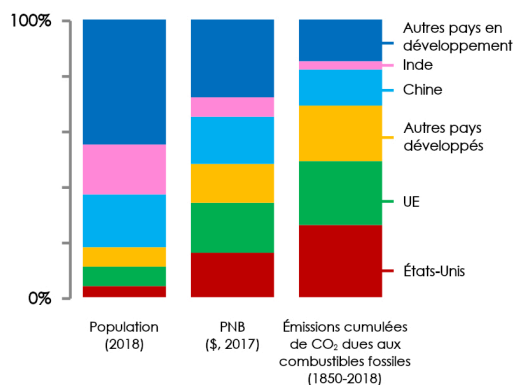 100%
0%
Autres pays en
développement
Inde
Chine
Autres pays
développés
UE
États-Unis
Population
(2018)
PNB
($, 2017)
Émissions cumulées
de CO₂ dues aux
combustibles fossiles
(1850-2018)